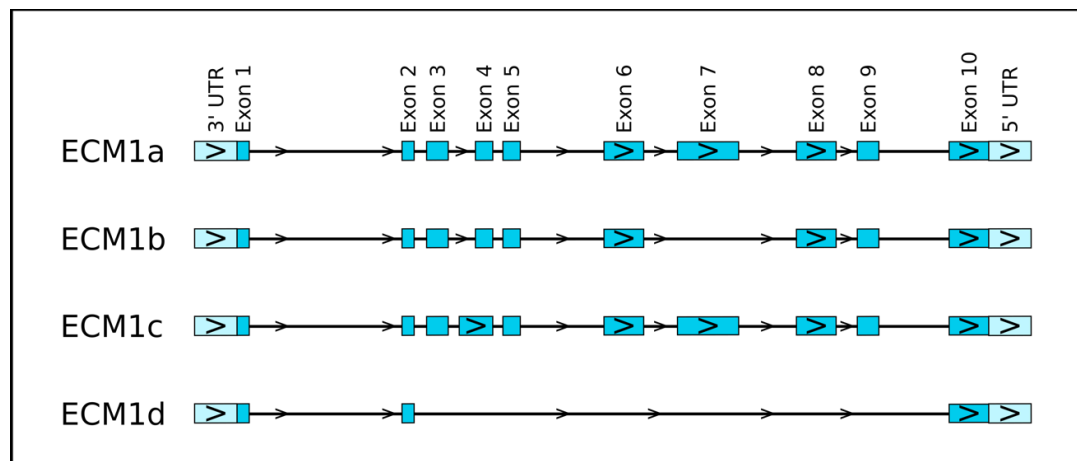 3' UTR
Exon 1
Exon 2
Exon 3
Exon 4
Exon 5
Exon 6
Exon 7
Exon 8
Exon 9
Exon 10
5' UTR
ECM1a
ECM1b
ECM1c
ECM1d